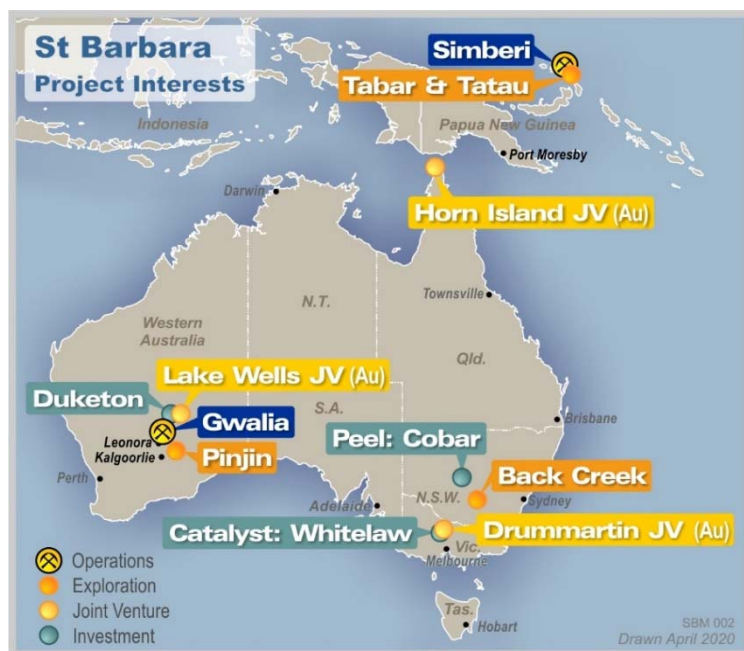 St Barbara
Project Interests
Simberi
Tabar & Tatau
Indonesia
Papua New Guinea
Port Moresby
Darwin
Horn Island JV (Au)
N.T.
Townsville
Western
Australia
Qld.
Lake Wells JV (Au)
Duketon
S.A.
Gwalia
Brisbane
Leonora
Kalgoorlie
Peel: Cobar
Pinjin
Back Creek
Perth
N.S.W.
Sydney
Adelaide
Catalyst: Whitelaw
Drummartin JV (Au)
Vic.
Melbourne
Operations
Exploration
Joint Venture
Investment
Tas.
Hobart
SBM 002
Drawn April 2020